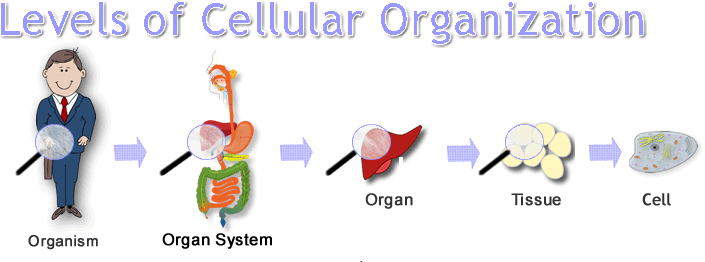 Levels of Cellular Organization
Organism
Organ System
Organ
Tissue
Cell